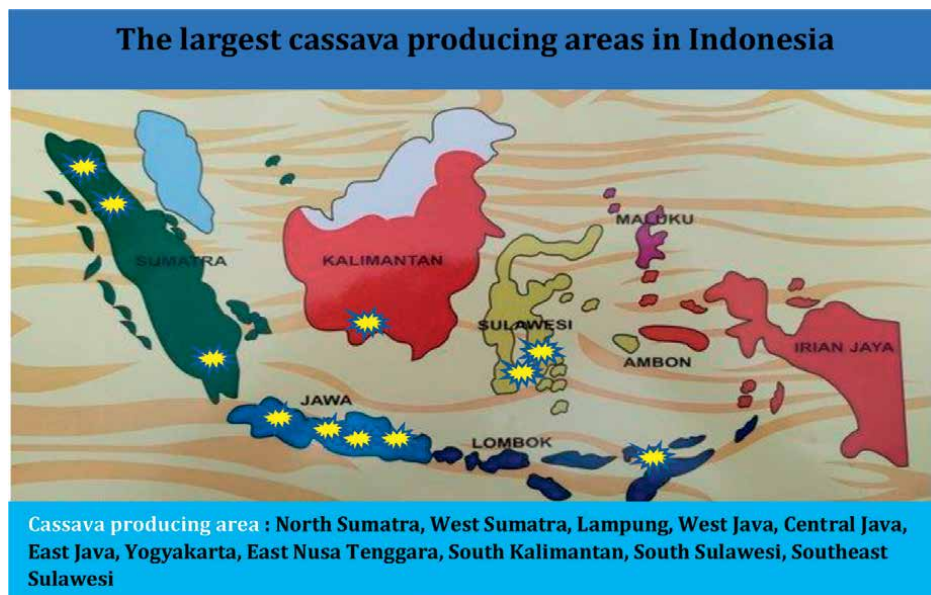 The largest cassava producing areas in Indonesia
MALUKU
SUMATRA
KALIMANTAN
SULAWESI
IRIAN JAYA
AMBON
JAWA
LOMBOK
Cassava producing area : North Sumatra, West Sumatra, Lampung, West Java, Central Java,
East Java, Yogyakarta, East Nusa Tenggara, South Kalimantan, South Sulawesi, Southeast
Sulawesi